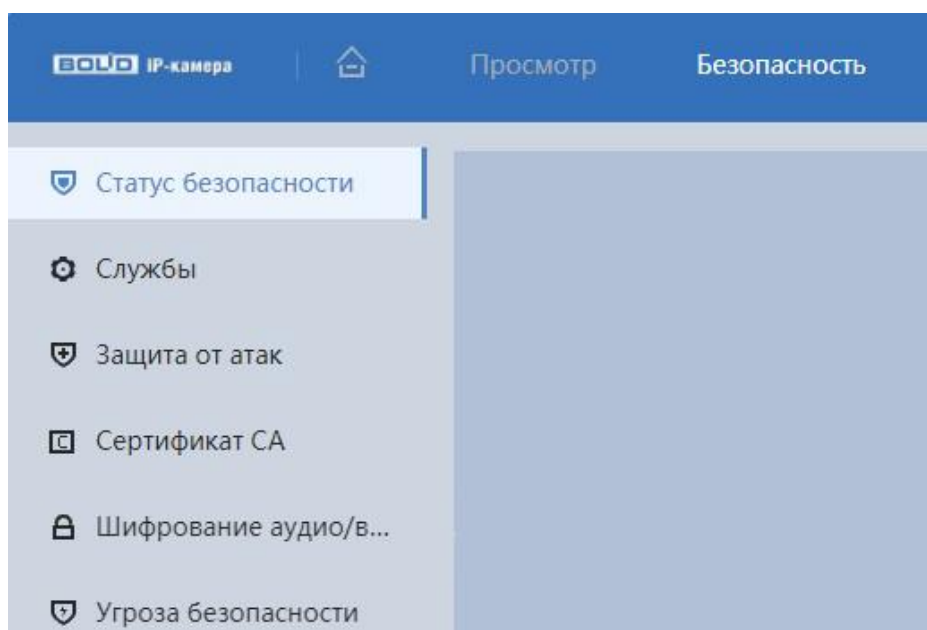 BOLID IP-камера
Просмотр
Безопасность
Статус безопасности
Службы
Защита от атак
Сертификат CA
Шифрование аудио/в...
Угроза безопасности